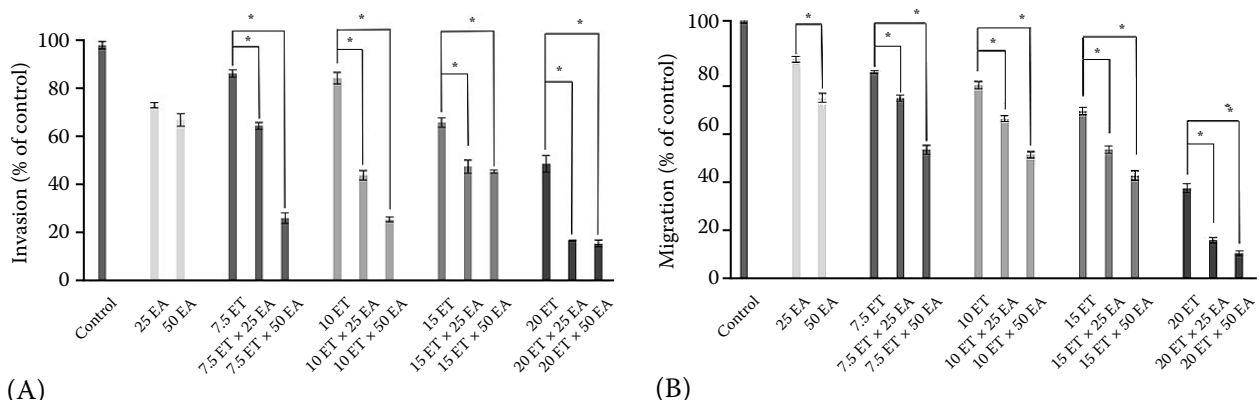 Invasion (% of control)
100
80
60
40
20
0
* * * * * * * *
Control
25 EA
50 EA
7.5 ET
7.5 ET × 25 EA
7.5 ET × 50 EA
10 ET
10 ET × 25 EA
10 ET × 50 EA
15 ET
15 ET × 25 EA
15 ET × 50 EA
20 ET
20 ET × 25 EA
20 ET × 50 EA
(A)
Migration (% of control)
100
80
60
40
20
0
* * * * * * * * **
Control
25 EA
50 EA
7.5 ET
7.5 ET × 25 EA
7.5 ET × 50 EA
10 ET
10 ET × 25 EA
10 ET × 50 EA
15 ET
15 ET × 25 EA
15 ET × 50 EA
20 ET
20 ET × 25 EA
20 ET × 50 EA
(B)